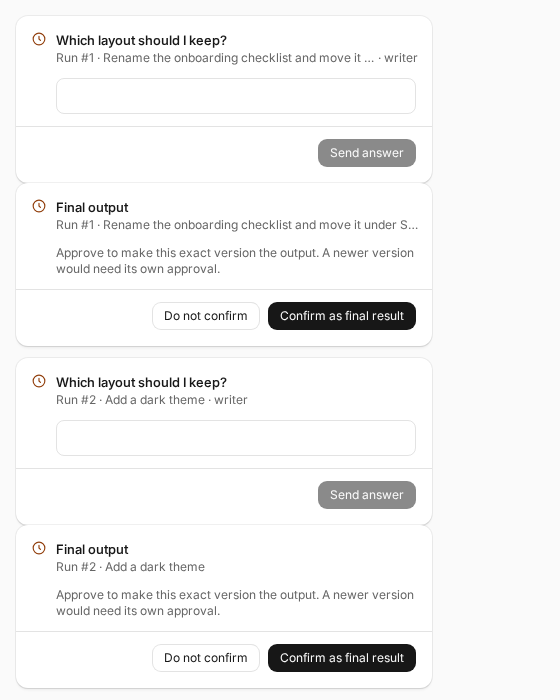 Which layout should I keep?
Run #1 · Rename the onboarding checklist and move it ... · writer
Send answer
Final output
Run #1 · Rename the onboarding checklist and move it under S...
Approve to make this exact version the output. A newer version
would need its own approval.
Do not confirm
Confirm as final result
Which layout should I keep?
Run #2 · Add a dark theme · writer
Send answer
Final output
Run #2 · Add a dark theme
Approve to make this exact version the output. A newer version
would need its own approval.
Do not confirm
Confirm as final result